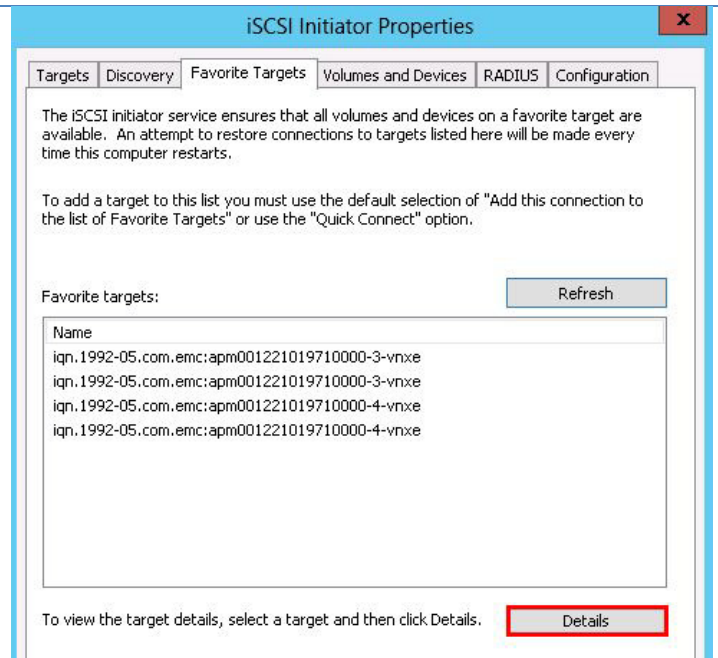 iSCSI Initiator Properties
x
Targets Discovery Favorite Targets Volumes and Devices RADIUS Configuration
The iSCSI initiator service ensures that all volumes and devices on a favorite target are
available. An attempt to restore connections to targets listed here will be made every
time this computer restarts.
To add a target to this list you must use the default selection of "Add this connection to
the list of Favorite Targets" or use the "Quick Connect" option.
Favorite targets:
Refresh
Name
iqn.1992-05.com.emc:apm001221019710000-3-vnxe
iqn.1992-05.com.emc:apm001221019710000-3-vnxe
iqn.1992-05.com.emc:apm001221019710000-4-vnxe
iqn.1992-05.com.emc:apm001221019710000-4-vnxe
To view the target details, select a target and then click Details.
Details